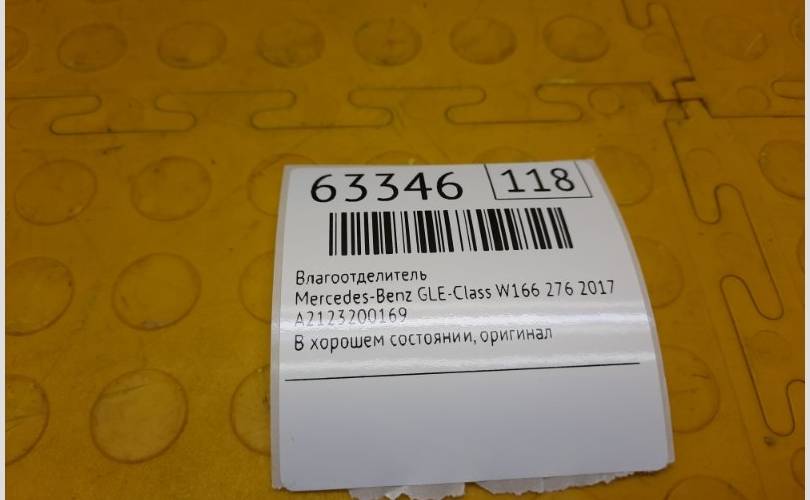 63346 118
Влагоотделитель
Mercedes-Benz GLE-Class W166 276 2017
A2123200169
В хорошем состоянии, оригинал